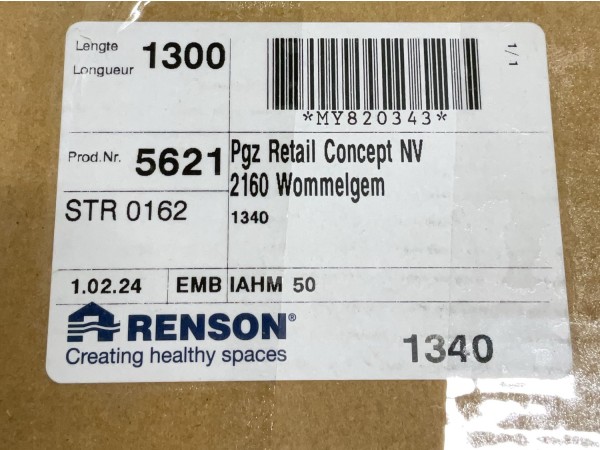 Lengte
Longueur
1300
*MY820343*
1/1
Prod.Nr. 5621
Pgz Retail Concept NV
2160 Wommelgem
STR 0162
1340
1.02.24 EMB IAHM 50
RENSON®
Creating healthy spaces
1340